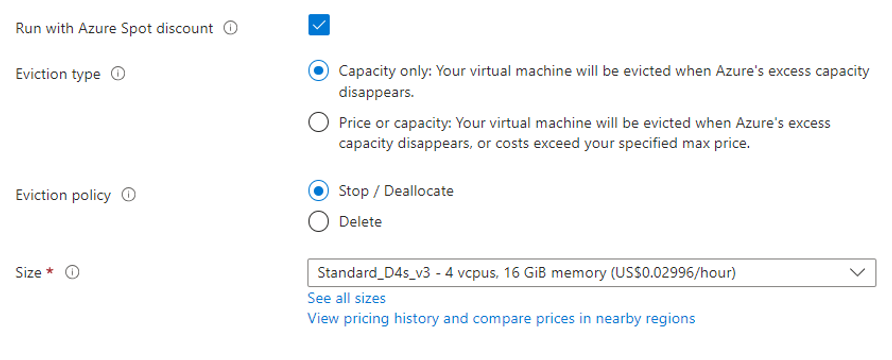 Run with Azure Spot discount
Eviction type
Capacity only: Your virtual machine will be evicted when Azure's excess capacity
disappears.
Price or capacity: Your virtual machine will be evicted when Azure's excess
capacity disappears, or costs exceed your specified max price.
Eviction policy
Stop / Deallocate
Delete
Size *
Standard_D4s_v3 - 4 vcpus, 16 GiB memory (US$0.02996/hour)
See all sizes
View pricing history and compare prices in nearby regions